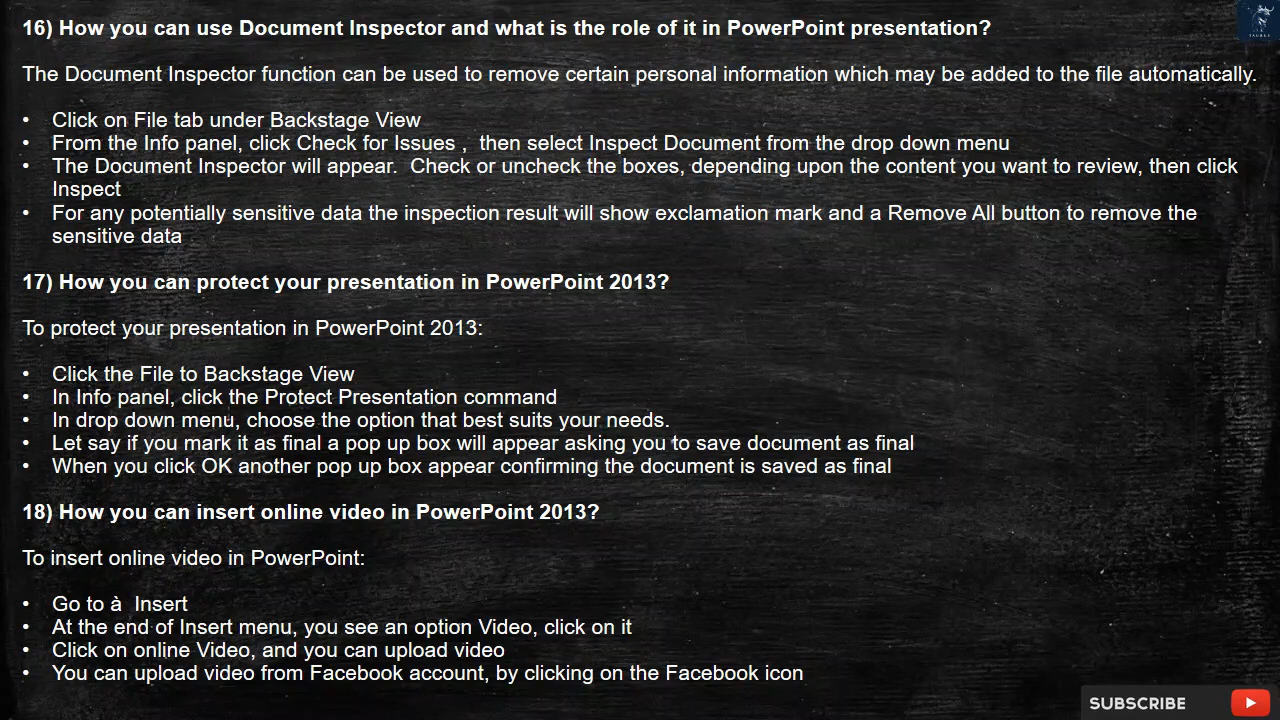 16) How you can use Document Inspector and what is the role of it in PowerPoint presentation?
The Document Inspector function can be used to remove certain personal information which may be added to the file automatically.
• Click on File tab under Backstage View
• From the Info panel, click Check for Issues ,  then select Inspect Document from the drop down menu
• The Document Inspector will appear.  Check or uncheck the boxes, depending upon the content you want to review, then click
Inspect
• For any potentially sensitive data the inspection result will show exclamation mark and a Remove All button to remove the
sensitive data
17) How you can protect your presentation in PowerPoint 2013?
To protect your presentation in PowerPoint 2013:
• Click the File to Backstage View
• In Info panel, click the Protect Presentation command
• In drop down menu, choose the option that best suits your needs.
• Let say if you mark it as final a pop up box will appear asking you to save document as final
• When you click OK another pop up box appear confirming the document is saved as final
18) How you can insert online video in PowerPoint 2013?
To insert online video in PowerPoint:
• Go to à  Insert
• At the end of Insert menu, you see an option Video, click on it
• Click on online Video, and you can upload video
• You can upload video from Facebook account, by clicking on the Facebook icon
SUBSCRIBE